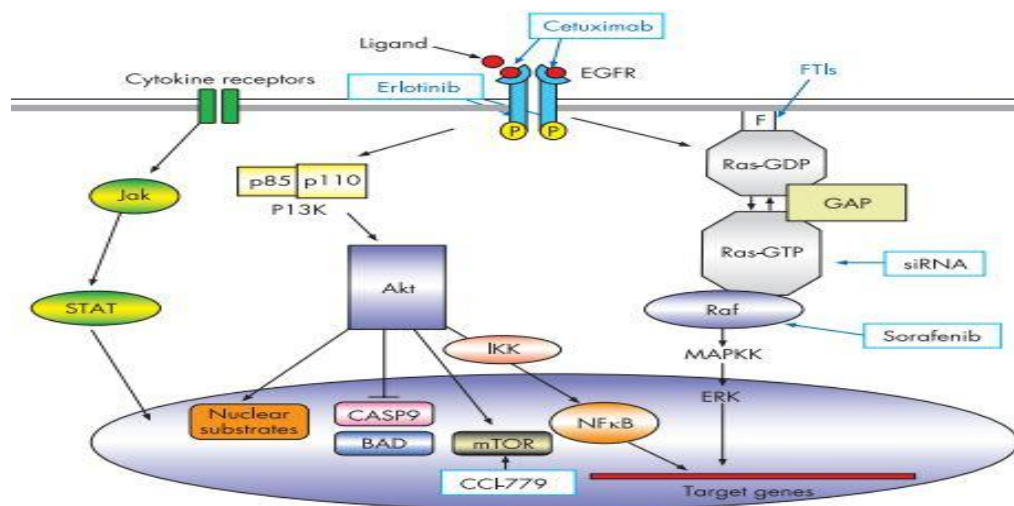 Cetuximab
Ligand
EGFR
FTIs
Cytokine receptors
Erlotinib
F
P P
Ras-GDP
p85 p110
Jak
GAP
P13K
Ras-GTP
siRNA
Akt
STAT
Raf
Sorafenib
IKK
MAPKK
ERK
Nuclear
substrates
CASP9
NFκB
BAD
mTOR
CCI-779
Target genes